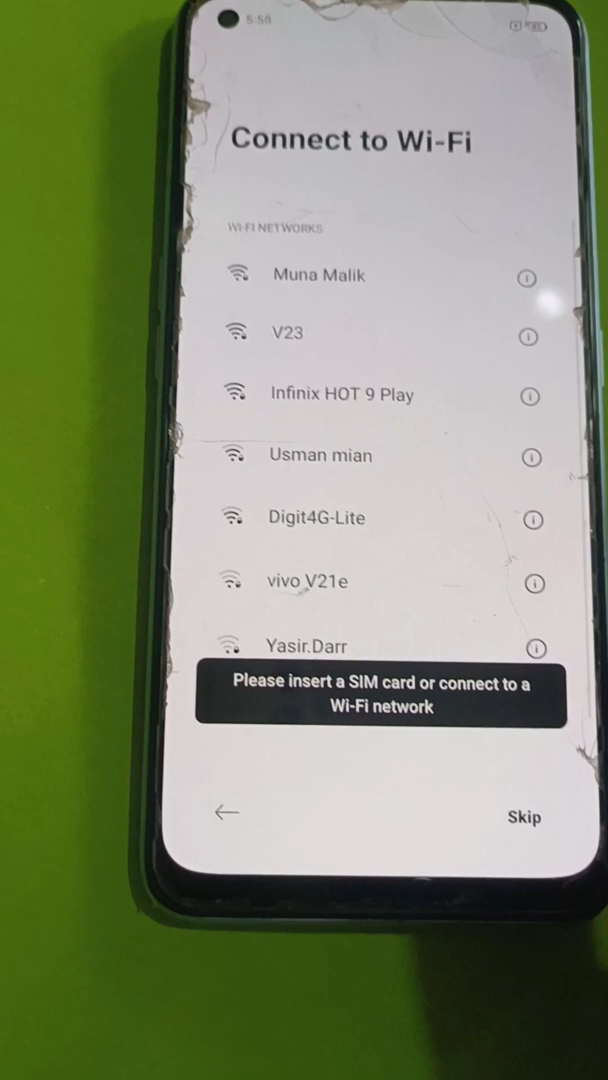 5:58
Connect to Wi-Fi
WI-FI NETWORKS
Muna Malik
V23
Infinix HOT 9 Play
Usman mian
Digit4G-Lite
vivo V21e
Yasir.Darr
Please insert a SIM card or connect to a
Wi-Fi network
Skip